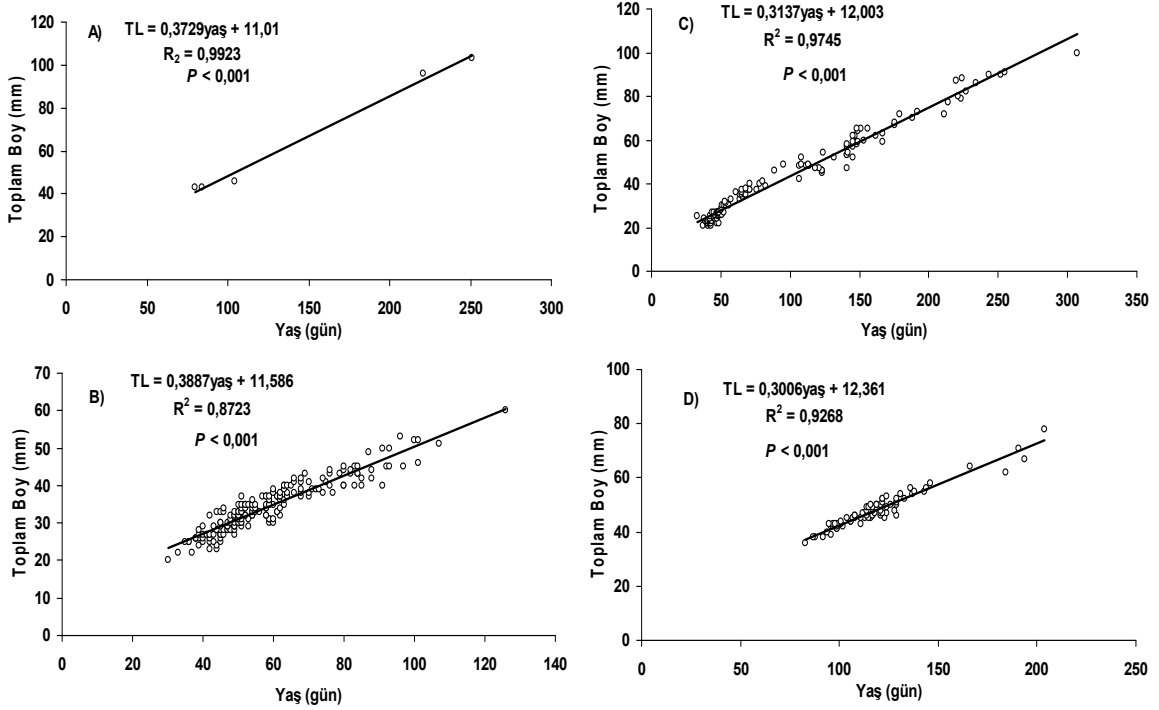 A)
TL = 0,3729yaş + 11,01
R2 = 0,9923
P < 0,001
Toplam Boy (mm)
120
100
80
60
40
20
0
0 50 100 150 200 250 300
Yaş (gün)
C)
TL = 0,3137yaş + 12,003
R2 = 0,9745
P < 0,001
Toplam Boy (mm)
120
100
80
60
40
20
0
0 50 100 150 200 250 300 350
Yaş (gün)
B)
TL = 0,3887yaş + 11,586
R2 = 0,8723
P < 0,001
Toplam Boy (mm)
70
60
50
40
30
20
10
0
0 20 40 60 80 100 120 140
Yaş (gün)
D)
TL = 0,3006yaş + 12,361
R2 = 0,9268
P < 0,001
Toplam Boy (mm)
100
80
60
40
20
0
0 50 100 150 200 250
Yaş (gün)